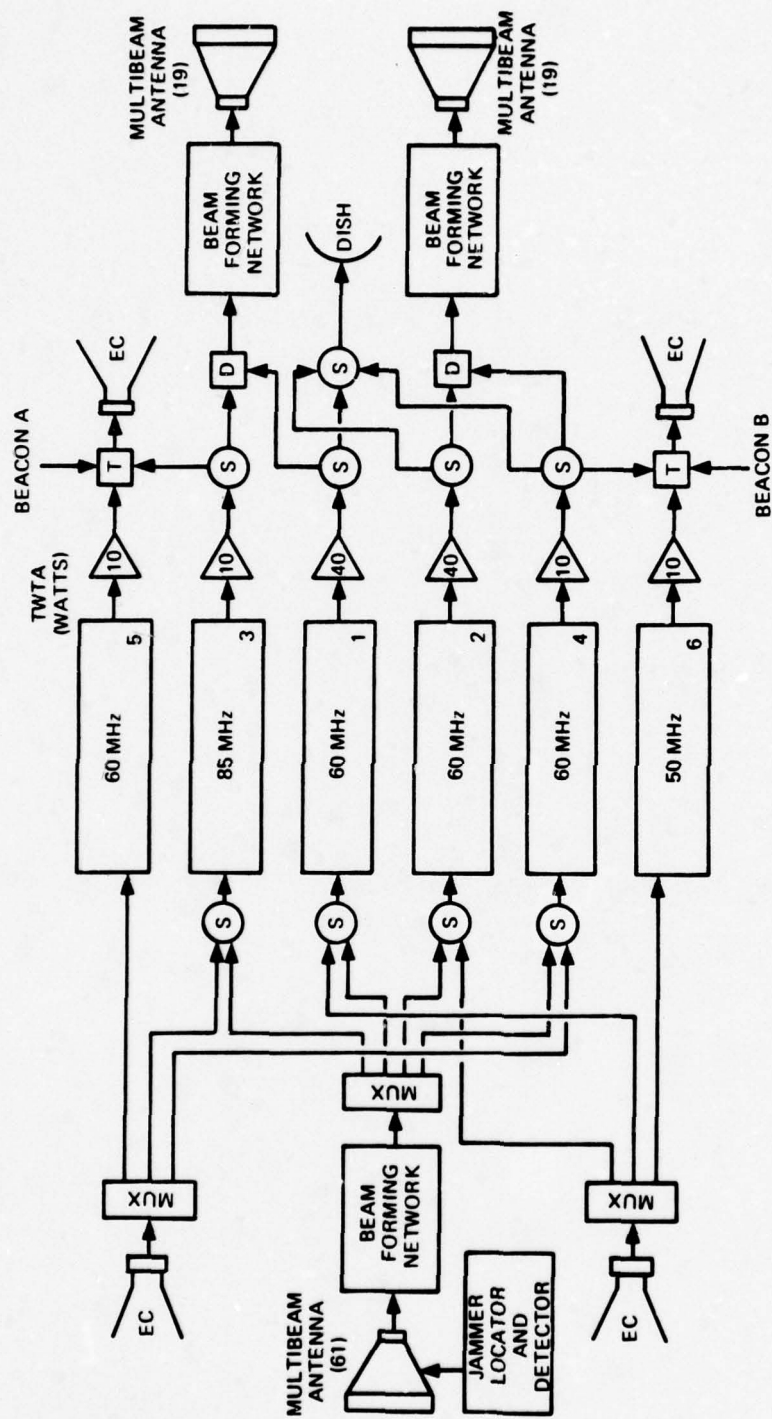 MULTIBEAM
ANTENNA
(19)
BEAM
FORMING
NETWORK
DISH
MULTIBEAM
ANTENNA
(19)
BEAM
FORMING
NETWORK
BEACON A
EC
T
D
S
S
S
D
S
S
EC
T
BEACON B
TWTA
(WATTS)
10
10
40
40
10
10
60 MHz
5
85 MHz
3
60 MHz
1
60 MHz
2
60 MHz
4
50 MHz
6
S
S
S
S
MUX
EC
MUX
BEAM
FORMING
NETWORK
MULTIBEAM
ANTENNA
(61)
JAMMER
LOCATOR
AND
DETECTOR
MUX
EC